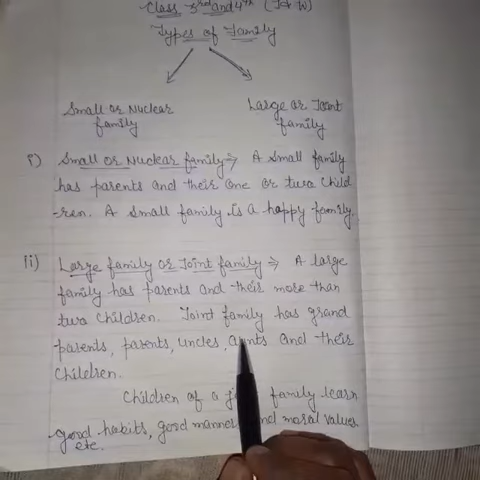 Class 3rd and 4th
Types of Family
Small or Nuclear
family
Large or Joint
family
i) Small or Nuclear family ⇒ A small family
has parents and their one or two child
-ren. A small family is a happy family.
ii) Large family or Joint family ⇒ A large
family has parents and their more than
two children. Joint family has grand
parents, parents, uncles, aunts and their
children.
Children of a family learn
good habits, good manners and moral values
etc.